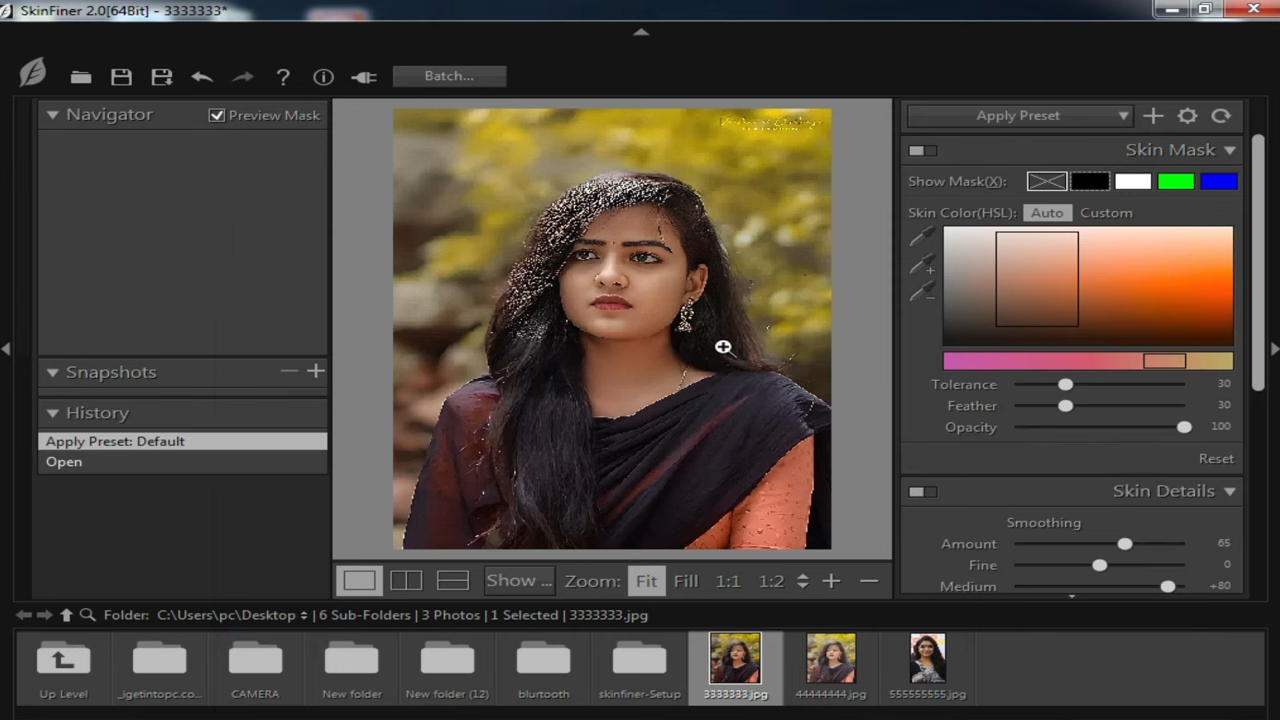 SkinFiner 2.0[64Bit] - 3333333*
Batch...
Navigator
Preview Mask
Snapshots
History
Apply Preset: Default
Open
Apply Preset
Skin Mask
Show Mask(X):
Skin Color(HSL): Auto Custom
Tolerance 30
Feather 30
Opacity 100
Reset
Skin Details
Smoothing
Amount 65
Fine 0
Medium +80
Show ... Zoom: Fit Fill 1:1 1:2
Folder: C:\Users\pc\Desktop | 6 Sub-Folders | 3 Photos | 1 Selected | 3333333.jpg
Up Level _igetintopc.co... CAMERA New folder New folder (12) blurtooth skinfiner-Setup 3333333.jpg 44444444.jpg 555555555.jpg